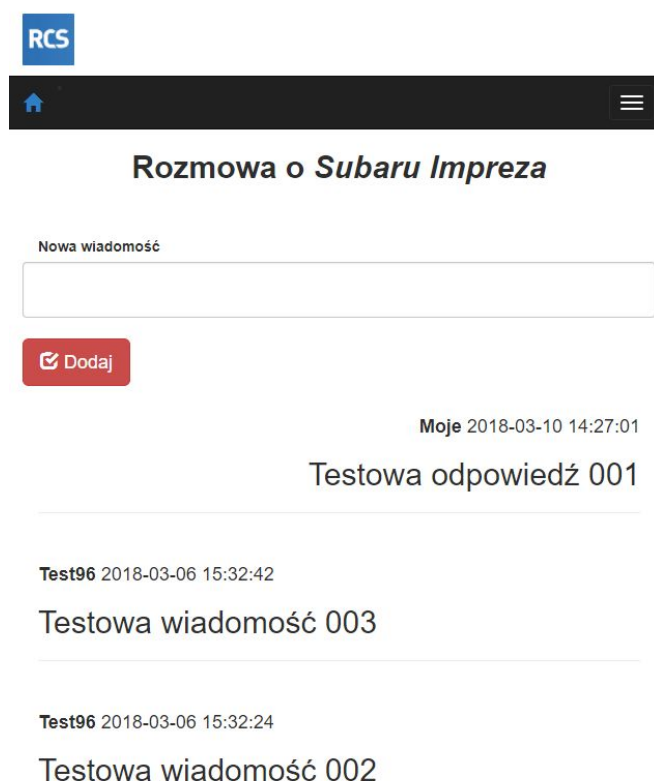 RCS
Rozmowa o Subaru Impreza
Nowa wiadomość
Dodaj
Moje 2018-03-10 14:27:01
Testowa odpowiedź 001
Test96 2018-03-06 15:32:42
Testowa wiadomość 003
Test96 2018-03-06 15:32:24
Testowa wiadomość 002